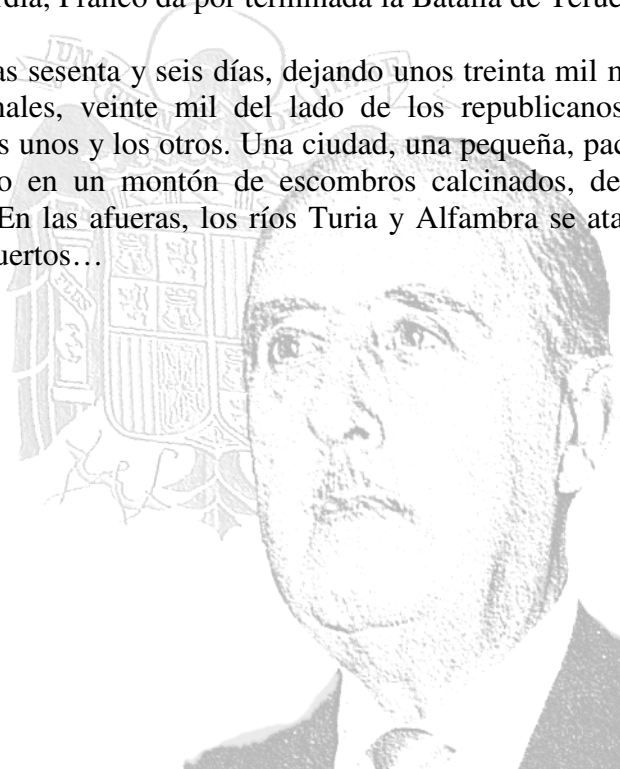 Franco da por terminada la Batalla de
sesenta y seis días, dejando unos treinta mil
veinte mil del lado de los republicanos
unos y los otros. Una ciudad, una pequeña,
en un montón de escombros calcinados,
En las afueras, los ríos Turia y Alfambra se